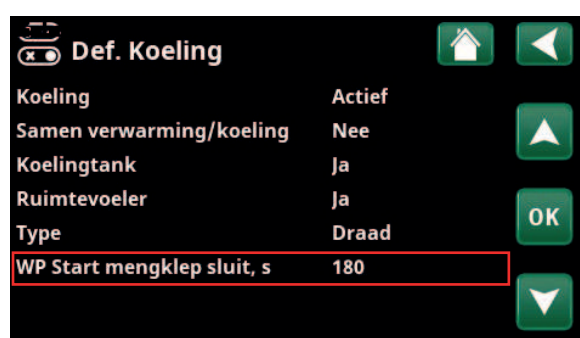 Def. Koeling
Koeling Actief
Samen verwarming/koeling Nee
Koelingtank Ja
Ruimtevoeler Ja
OK
Type Draad
WP Start mengklep sluit, s 180